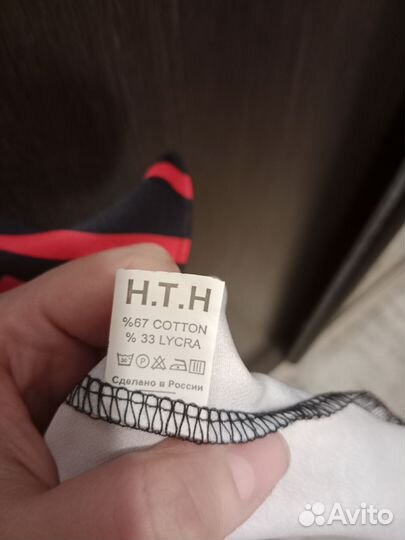 H.T.H
%67 COTTON
% 33 LYCRA
Сделано в России
Avito